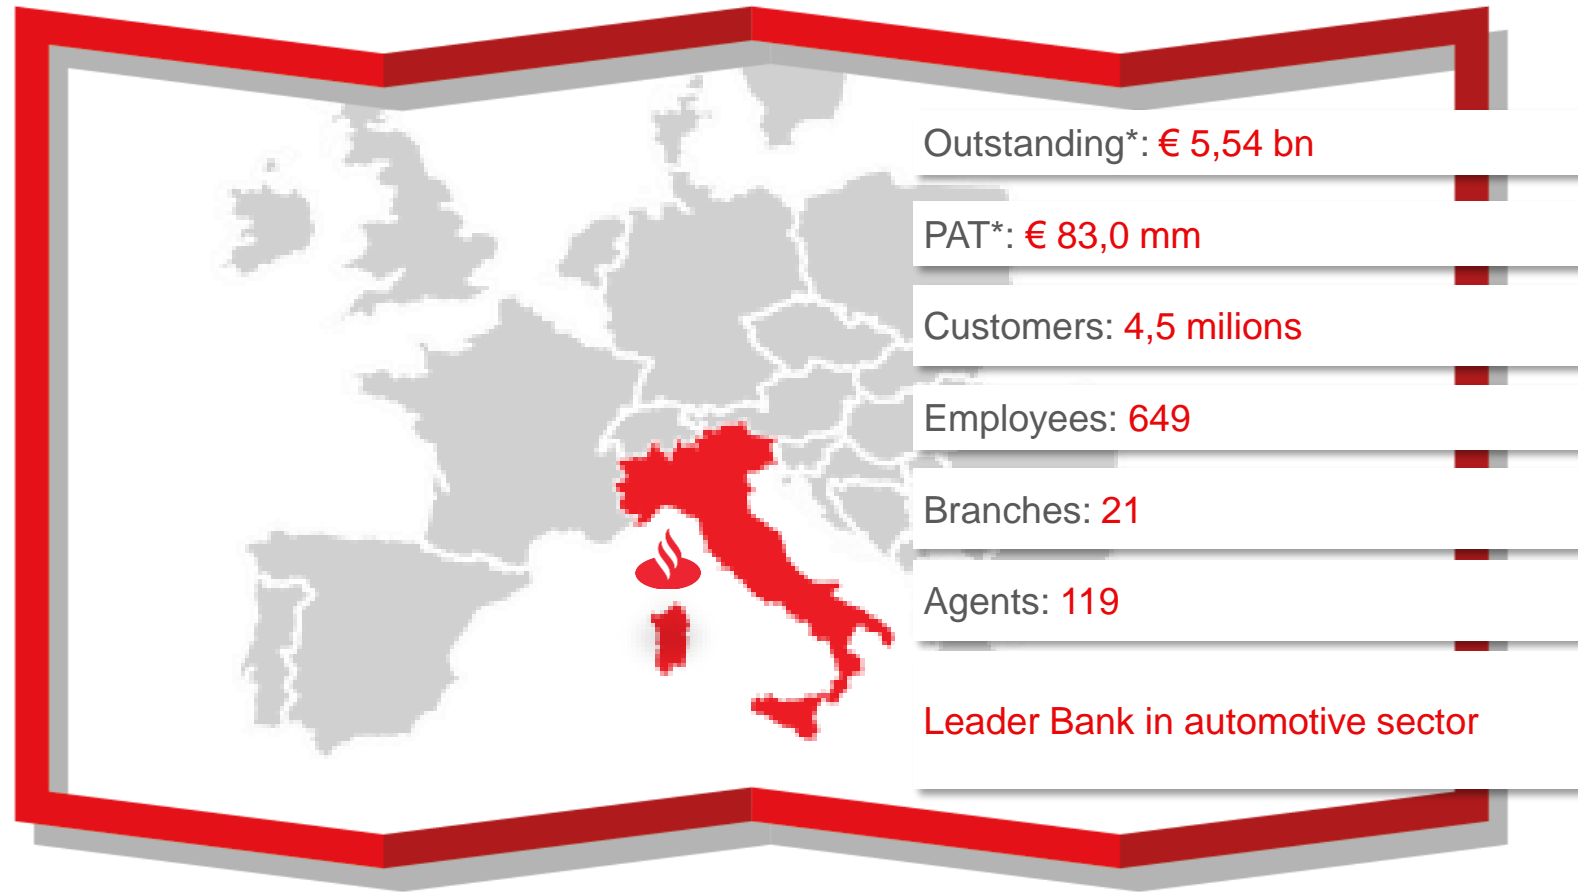 Outstanding*: € 5,54 bn
PAT*: € 83,0 mm
Customers: 4,5 milions
Employees: 649
Branches: 21
Agents: 119
Leader Bank in automotive sector